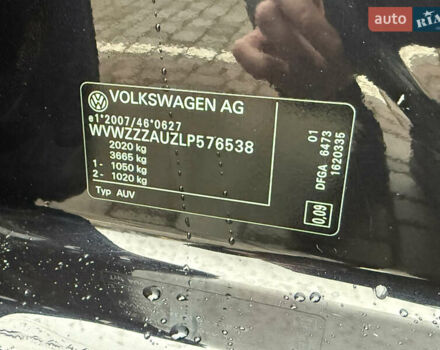 auto
RIA
VOLKSWAGEN AG
e1*2007/46*0627
WVWZZZAUZLP576538
2020 kg
3665 kg
1- 1050 kg
2- 1020 kg
Typ AUV
01
DFGA 6473
1620335
0,09